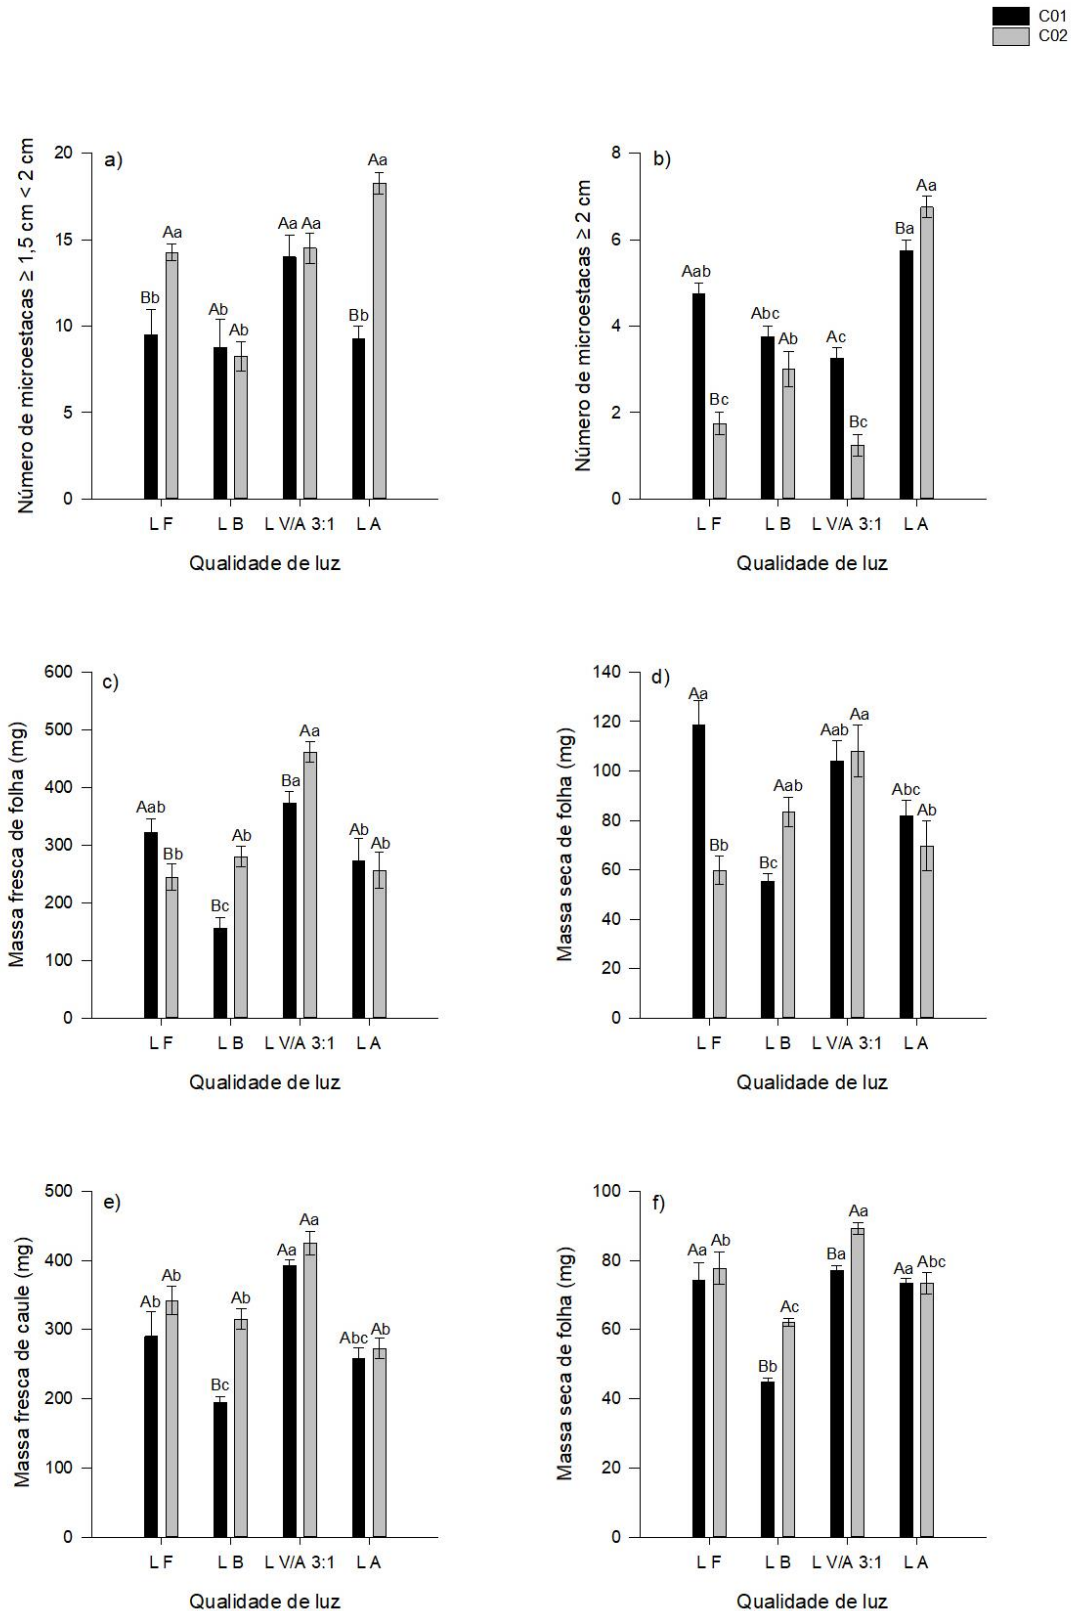 C01
C02
a)
Número de microestacas ≥ 1,5 cm < 2 cm
20
15
10
5
0
Bb
Aa
Ab
Ab
Aa
Aa
Bb
Aa
L F
L B
L V/A 3:1
L A
Qualidade de luz
b)
Número de microestacas ≥ 2 cm
8
6
4
2
0
Aab
Bc
Abc
Ab
Ac
Bc
Ba
Aa
L F
L B
L V/A 3:1
L A
Qualidade de luz
c)
Massa fresca de folha (mg)
600
500
400
300
200
100
0
Aab
Bb
Bc
Ab
Ba
Aa
Ab
Ab
L F
L B
L V/A 3:1
L A
Qualidade de luz
d)
Massa seca de folha (mg)
140
120
100
80
60
40
20
0
Aa
Bb
Bc
Aab
Aab
Aa
Abc
Ab
L F
L B
L V/A 3:1
L A
Qualidade de luz
e)
Massa fresca de caule (mg)
500
400
300
200
100
0
Ab
Ab
Bc
Ab
Aa
Aa
Abc
Ab
L F
L B
L V/A 3:1
L A
Qualidade de luz
f)
Massa seca de folha (mg)
100
80
60
40
20
0
Aa
Ab
Bb
Ac
Ba
Aa
Aa
Abc
L F
L B
L V/A 3:1
L A
Qualidade de luz